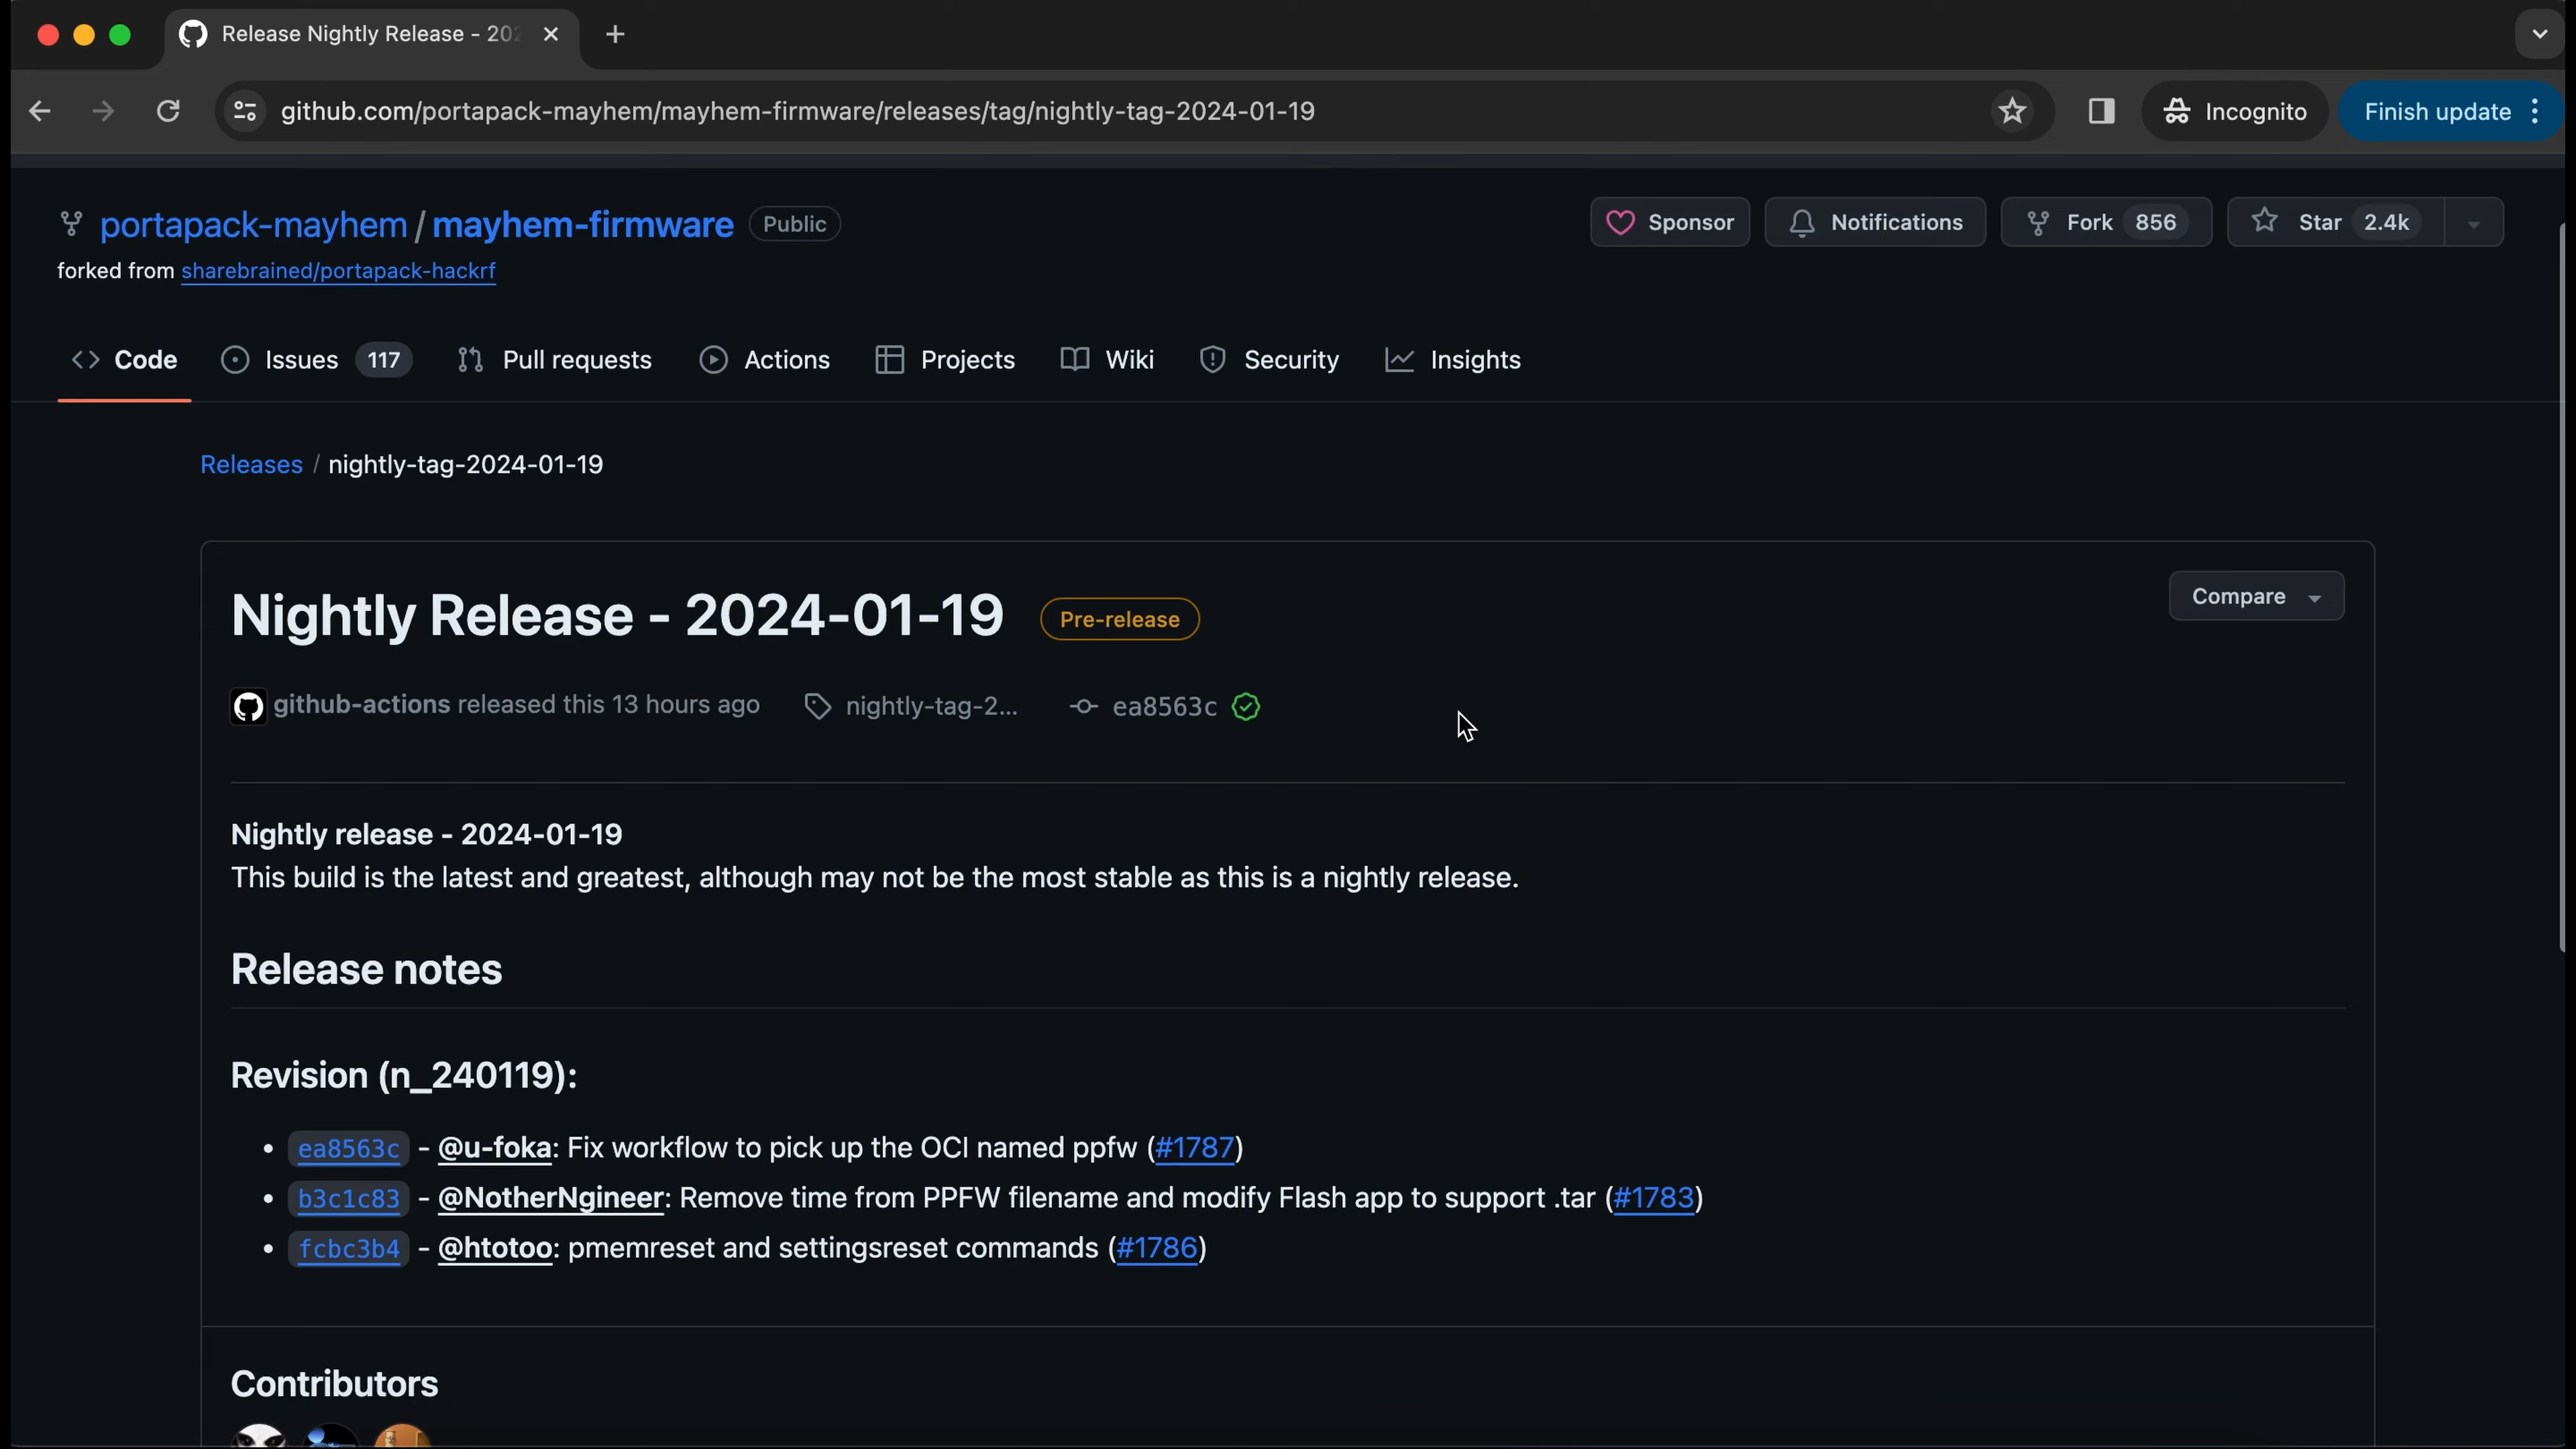 Release Nightly Release - 202
github.com/portapack-mayhem/mayhem-firmware/releases/tag/nightly-tag-2024-01-19
Incognito
Finish update
portapack-mayhem / mayhem-firmware Public
Sponsor
Notifications
Fork 856
Star 2.4k
forked from sharebrained/portapack-hackrf
Code
Issues 117
Pull requests
Actions
Projects
Wiki
Security
Insights
Releases / nightly-tag-2024-01-19
Nightly Release - 2024-01-19 Pre-release
Compare
github-actions released this 13 hours ago nightly-tag-2... ea8563c
Nightly release - 2024-01-19
This build is the latest and greatest, although may not be the most stable as this is a nightly release.
Release notes
Revision (n_240119):
• ea8563c - @u-foka: Fix workflow to pick up the OCI named ppfw (#1787)
• b3c1c83 - @NotherNgineer: Remove time from PPFW filename and modify Flash app to support .tar (#1783)
• fcbc3b4 - @htotoo: pmemreset and settingsreset commands (#1786)
Contributors